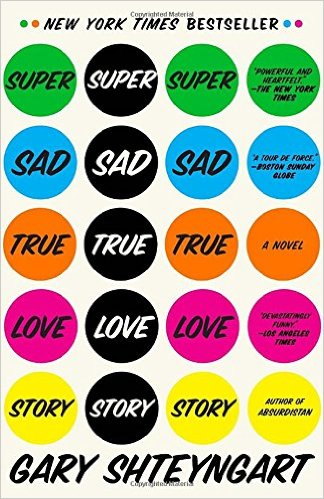 NEW YORK TIMES BESTSELLER
SUPER SUPER SUPER
"POWERFUL AND
HEARTFELT."
—THE NEW YORK
TIMES
SAD SAD SAD
"A TOUR DE FORCE."
—BOSTON SUNDAY
GLOBE
TRUE TRUE TRUE
A NOVEL
LOVE LOVE LOVE
"DEVASTATINGLY
FUNNY."
—LOS ANGELES
TIMES
STORY STORY STORY
AUTHOR OF
ABSURDISTAN
GARY SHTEYNGART